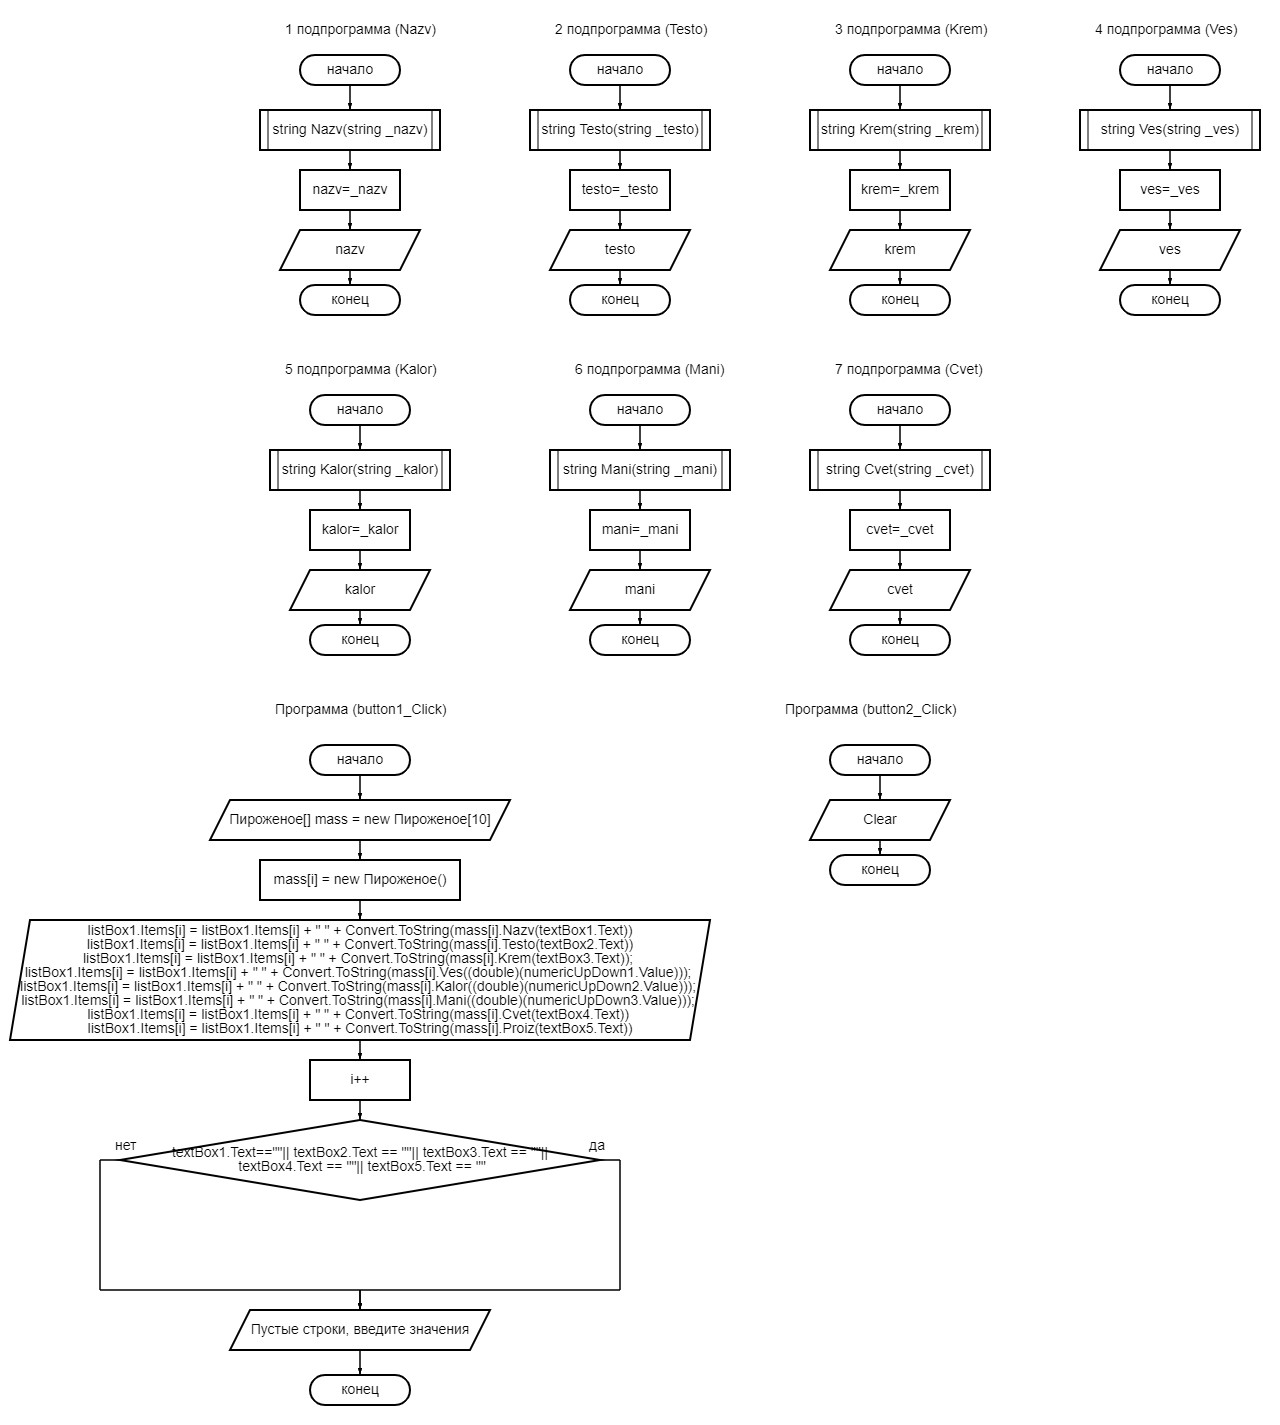 1 подпрограмма (Nazv)
начало
string Nazv(string _nazv)
nazv=_nazv
nazv
конец
2 подпрограмма (Testo)
начало
string Testo(string _testo)
testo=_testo
testo
конец
3 подпрограмма (Krem)
начало
string Krem(string _krem)
krem=_krem
krem
конец
4 подпрограмма (Ves)
начало
string Ves(string _ves)
ves=_ves
ves
конец
5 подпрограмма (Kalor)
начало
string Kalor(string _kalor)
kalor=_kalor
kalor
конец
6 подпрограмма (Mani)
начало
string Mani(string _mani)
mani=_mani
mani
конец
7 подпрограмма (Cvet)
начало
string Cvet(string _cvet)
cvet=_cvet
cvet
конец
Программа (button1_Click)
начало
Пироженое[] mass = new Пироженое[10]
mass[i] = new Пироженое()
listBox1.Items[i] = listBox1.Items[i] + " " + Convert.ToString(mass[i].Nazv(textBox1.Text))
listBox1.Items[i] = listBox1.Items[i] + " " + Convert.ToString(mass[i].Testo(textBox2.Text))
listBox1.Items[i] = listBox1.Items[i] + " " + Convert.ToString(mass[i].Krem(textBox3.Text));
listBox1.Items[i] = listBox1.Items[i] + " " + Convert.ToString(mass[i].Ves((double)(numericUpDown1.Value)));
listBox1.Items[i] = listBox1.Items[i] + " " + Convert.ToString(mass[i].Kalor((double)(numericUpDown2.Value)));
listBox1.Items[i] = listBox1.Items[i] + " " + Convert.ToString(mass[i].Mani((double)(numericUpDown3.Value)));
listBox1.Items[i] = listBox1.Items[i] + " " + Convert.ToString(mass[i].Cvet(textBox4.Text))
listBox1.Items[i] = listBox1.Items[i] + " " + Convert.ToString(mass[i].Proiz(textBox5.Text))
i++
нет
textBox1.Text==""|| textBox2.Text == ""|| textBox3.Text == ""||
textBox4.Text == ""|| textBox5.Text == ""
да
Пустые строки, введите значения
конец
Программа (button2_Click)
начало
Clear
конец